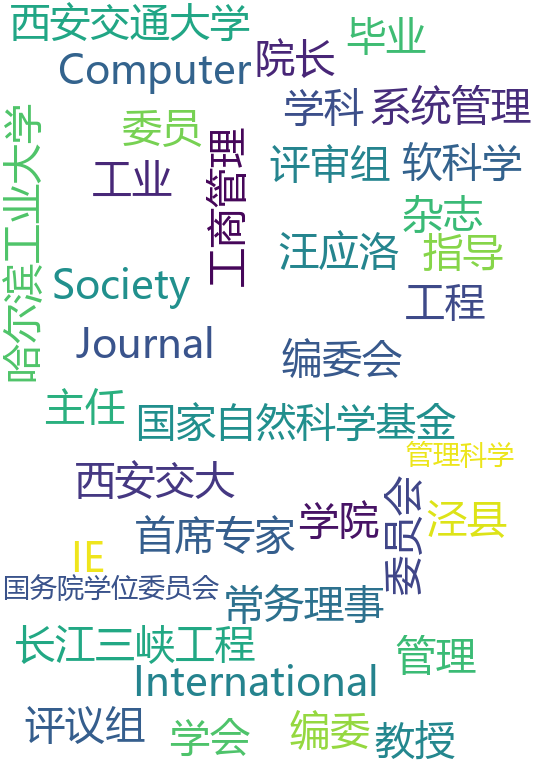 西安交通大学
毕业
Computer
院长
学科
系统管理
委员
哈尔滨工业大学
工业
工商管理
评审组
软科学
杂志
汪应洛
指导
Society
工程
Journal
编委会
主任
国家自然科学基金
管理科学
西安交大
首席专家
学院
委员会
泾县
IE
国务院学位委员会
常务理事
长江三峡工程
管理
International
评议组
学会
编委
教授